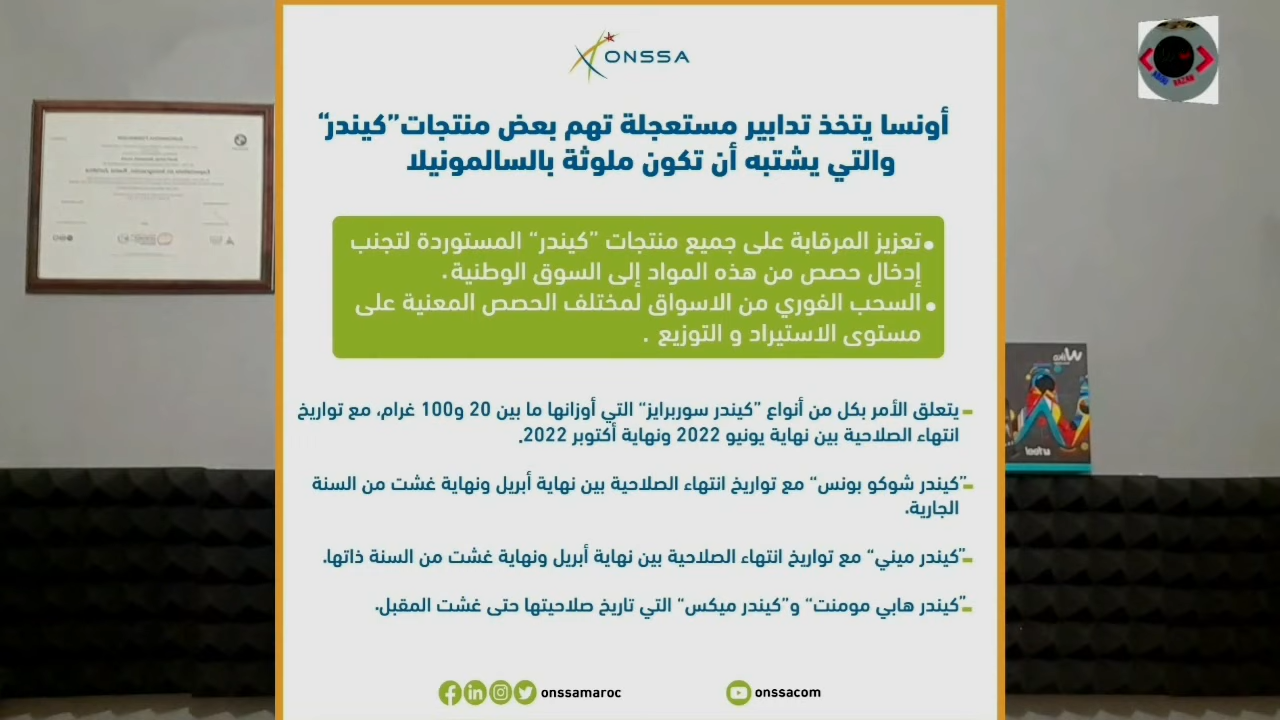 ONSSA
أونسا يتخذ تدابير مستعجلة تهم بعض منتجات”كيندر“
والتي يشتبه أن تكون ملوثة بالسالمونيلا
•تعزيز المرقابة على جميع منتجات ”كيندر“ المستوردة لتجنب
إدخال حصص من هذه المواد إلى السوق الوطنية.
• السحب الفوري من الاسواق لمختلف الحصص المعنية على
مستوى الاستيراد و التوزيع .
-يتعلق الأمر بكل من أنواع ”كيندر سوربرايز“ التي أوزانها ما بين 20 و100 غرام، مع تواريخ
انتهاء الصلاحية بين نهاية يونيو 2022 ونهاية أكتوبر 2022.
-”كيندر شوكو بونس“ مع تواريخ انتهاء الصلاحية بين نهاية أبريل ونهاية غشت من السنة
الجارية.
-”كيندر ميني“ مع تواريخ انتهاء الصلاحية بين نهاية أبريل ونهاية غشت من السنة ذاتها.
-”كيندر هابي مومنت“ و”كيندر ميكس“ التي تاريخ صلاحيتها حتى غشت المقبل.
onssamaroc
onssacom